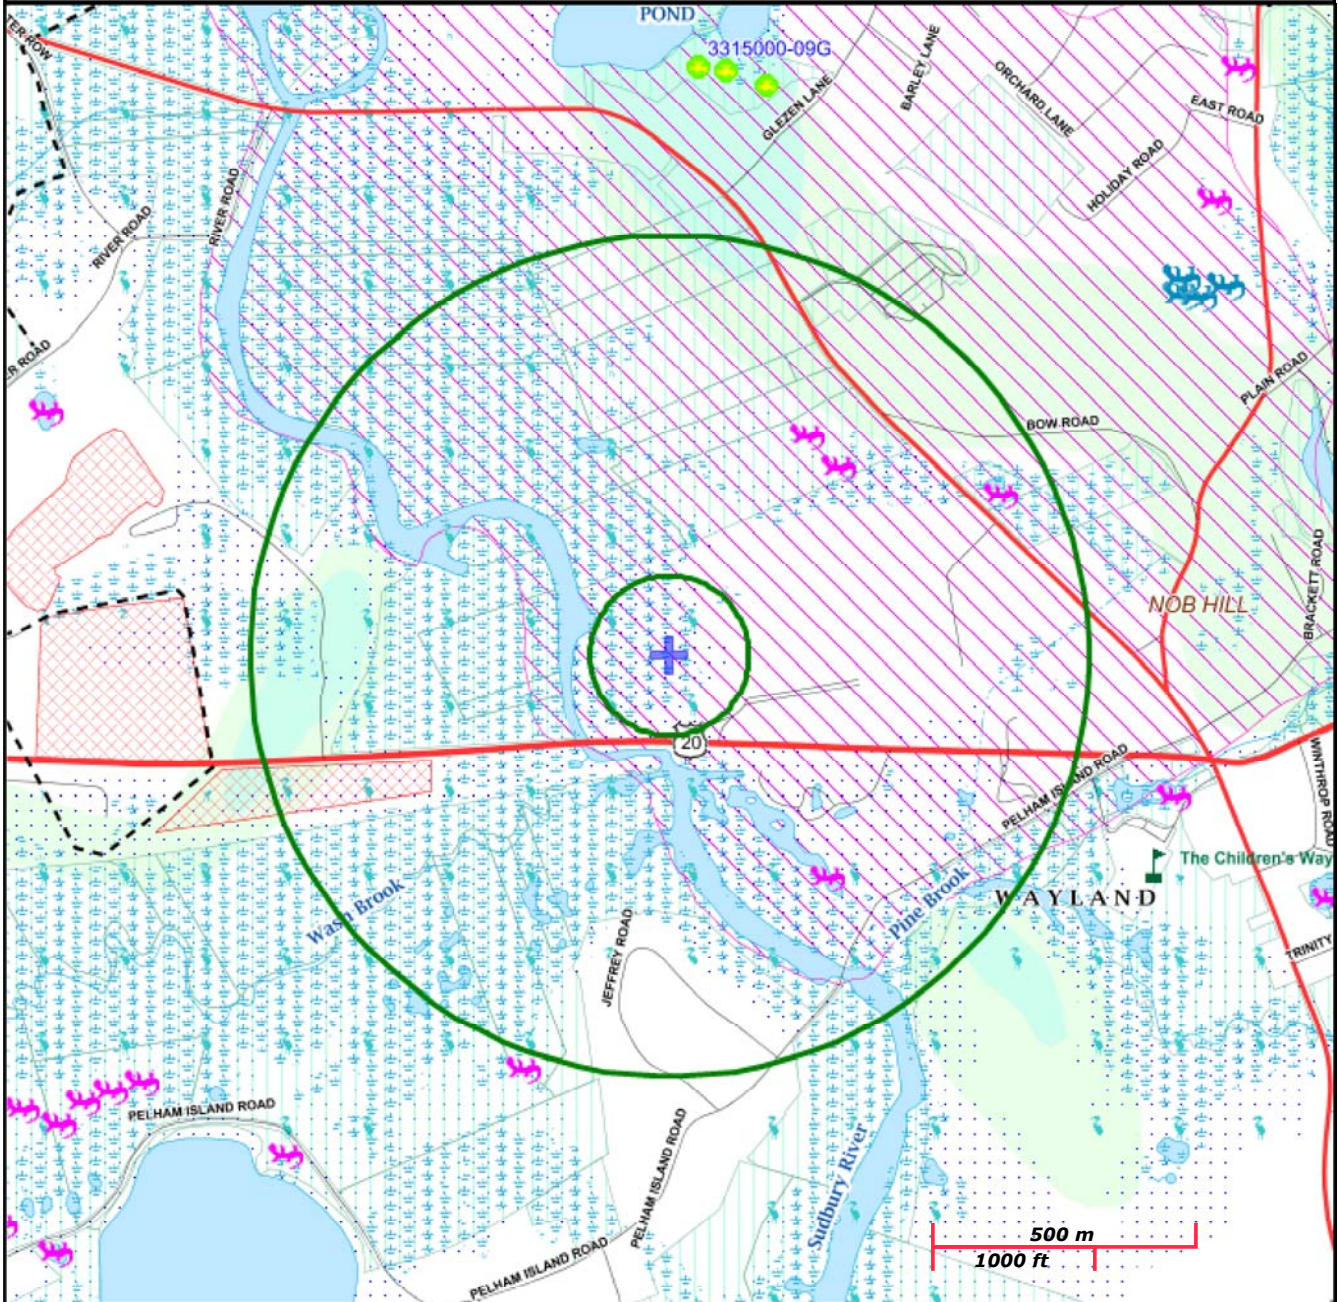 POND
3315000-09G
TER ROW
BARLEY LANE
ORCHARD LANE
GLEZEN LANE
EAST ROAD
HOLIDAY ROAD
RIVER ROAD
RIVER ROAD
ER ROAD
PLAIN ROAD
BOW ROAD
BRACKETT ROAD
NOB HILL
20
PELHAM ISLAND ROAD
WINTHROP ROAD
The Children's Way
WAYLAND
Wash Brook
Pine Brook
JEFFREY ROAD
TRINITY
PELHAM ISLAND ROAD
PELHAM ISLAND ROAD
Sudbury River
PELHAM ISLAND ROAD
500 m
1000 ft